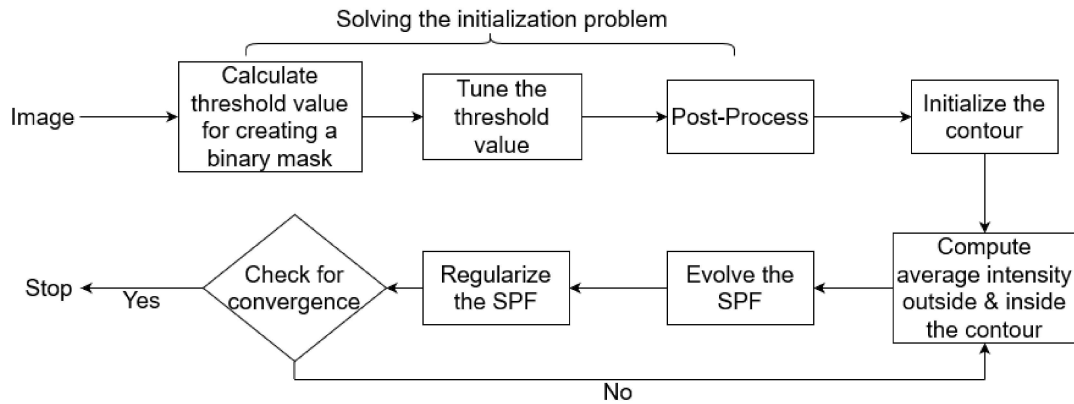 Solving the initialization problem
Image
Calculate
threshold value
for creating a
binary mask
Tune the
threshold
value
Post-Process
Initialize the
contour
Compute
average intensity
outside & inside
the contour
Evolve the
SPF
Regularize
the SPF
Check for
convergence
Yes
Stop
No